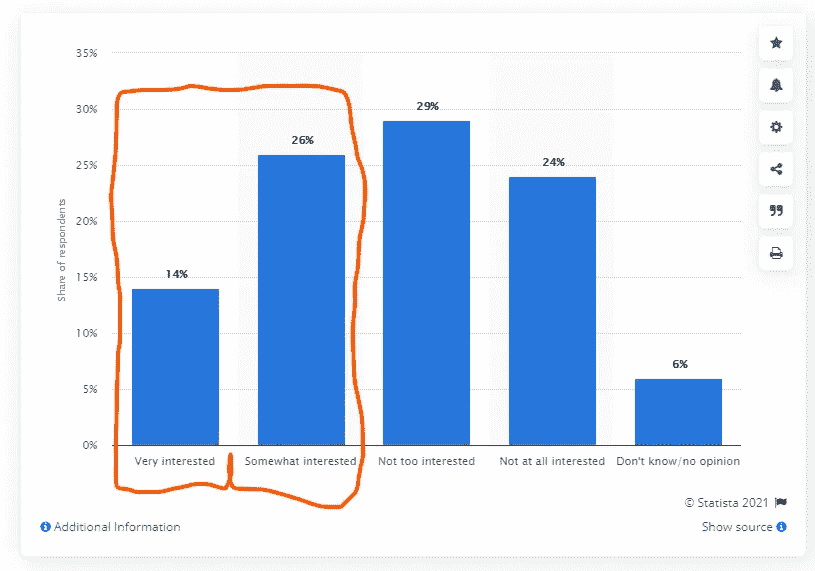 35%
30%
25%
20%
15%
10%
5%
0%
Share of respondents
14%
26%
29%
24%
6%
Very interested
Somewhat interested
Not too interested
Not at all interested
Don't know/no opinion
© Statista 2021
Additional Information
Show source